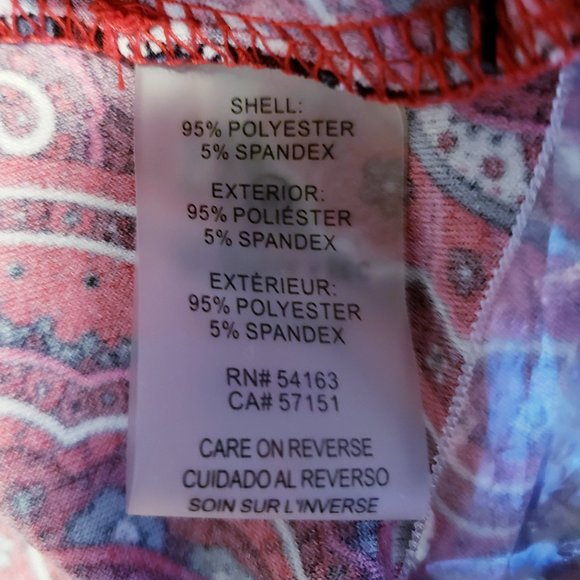 SHELL:
95% POLYESTER
5% SPANDEX
EXTERIOR:
95% POLIÉSTER
5% SPANDEX
EXTÉRIEUR:
95% POLYESTER
5% SPANDEX
RN# 54163
CA# 57151
CARE ON REVERSE
CUIDADO AL REVERSO
SOIN SUR L'INVERSE